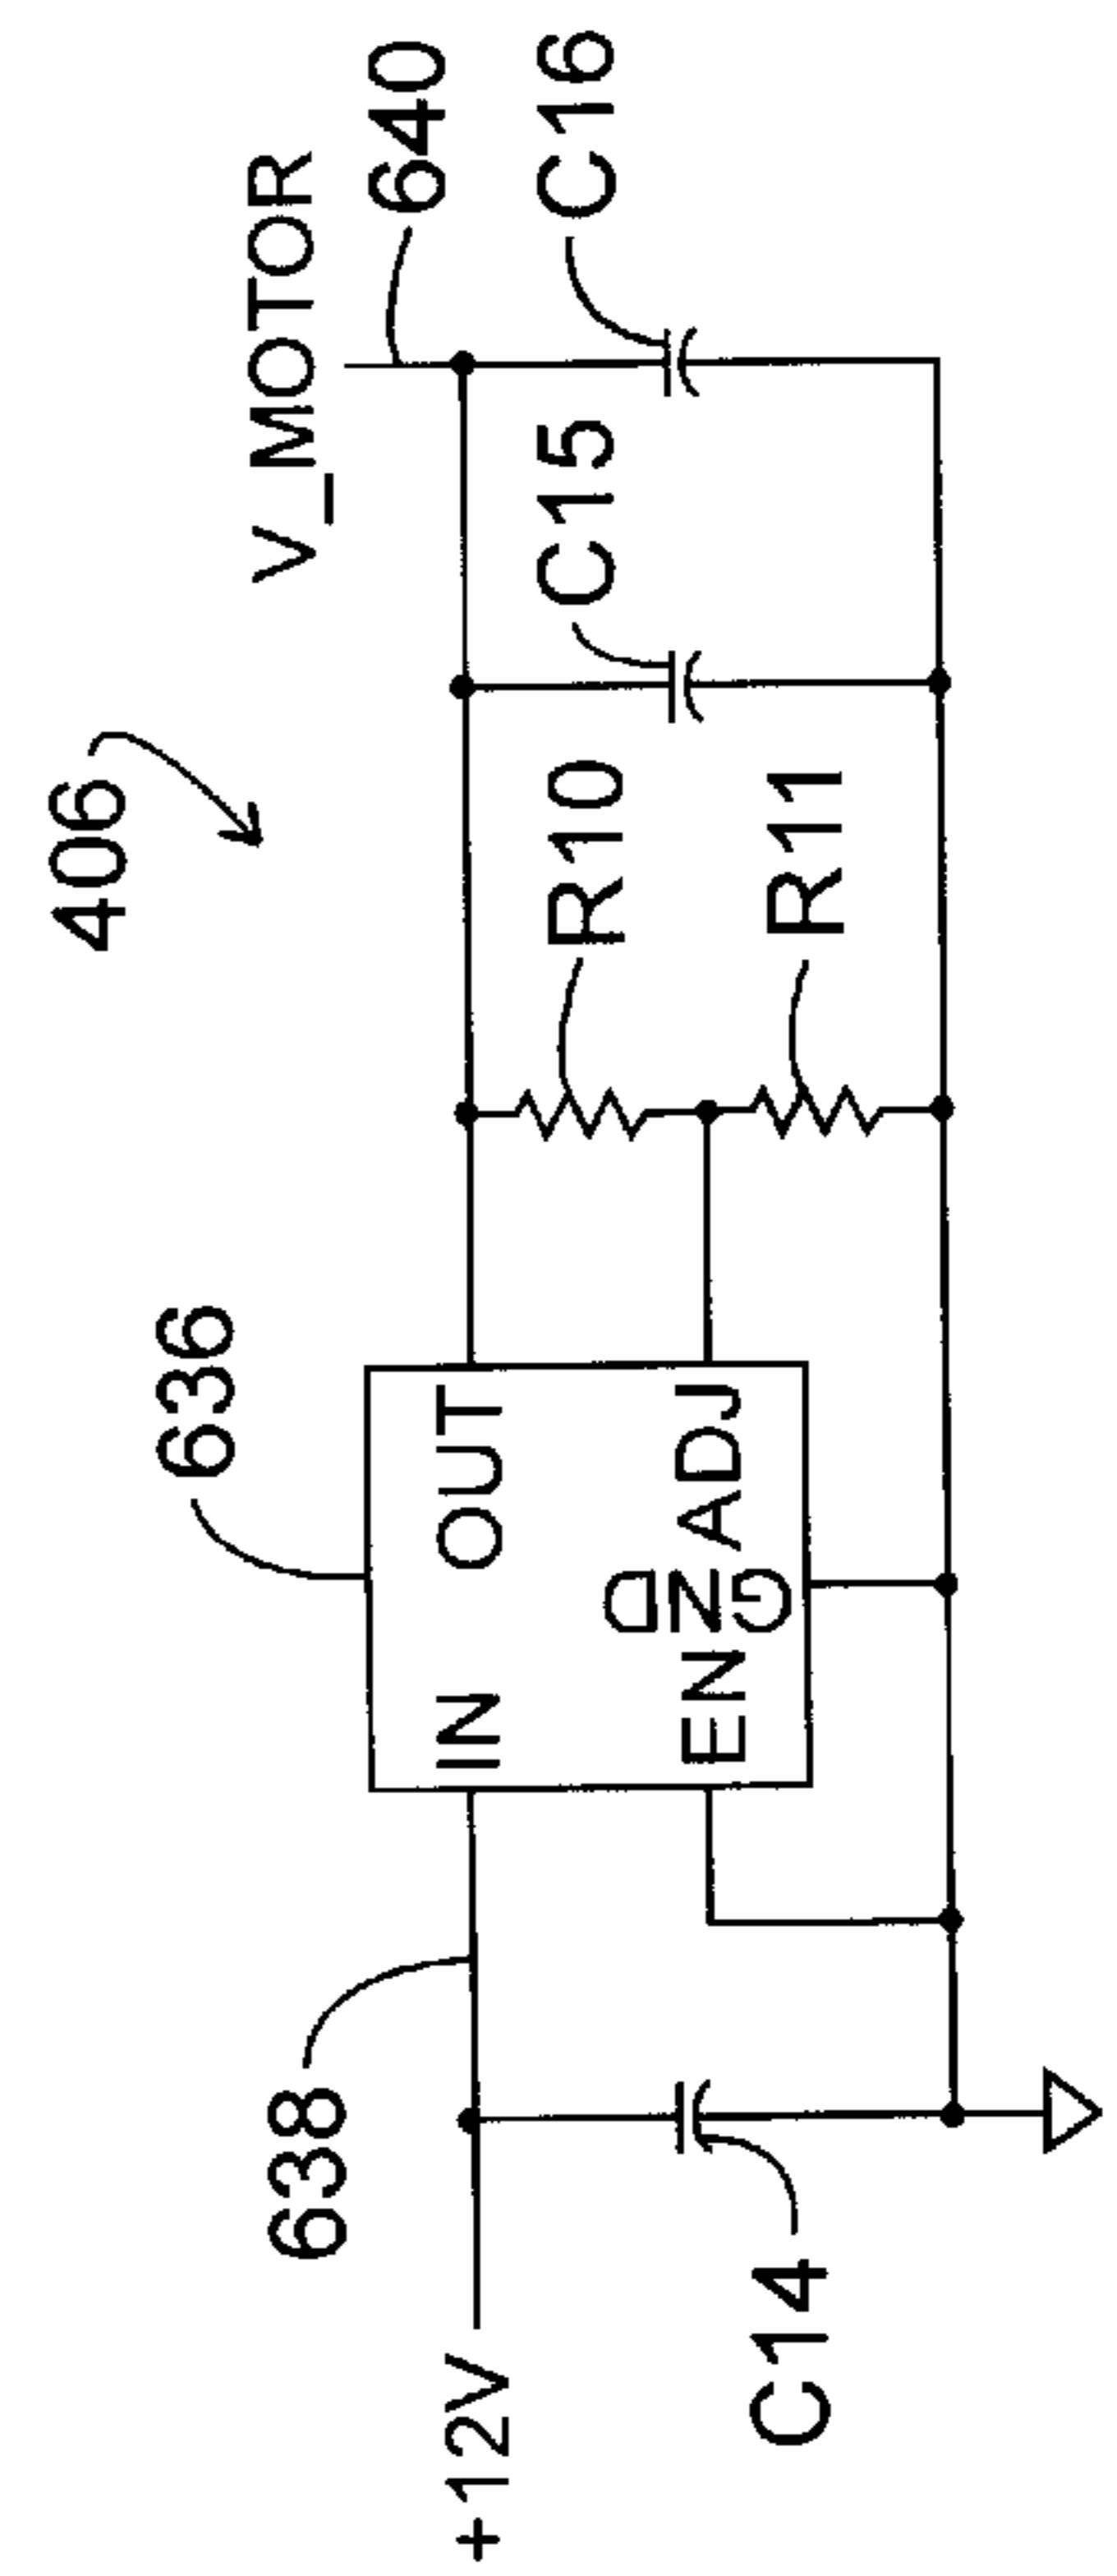 406
V_MOTOR
640
636
638
C16
C15
+12V
IN
OUT
R10
EN
GND
ADJ
R11
C14